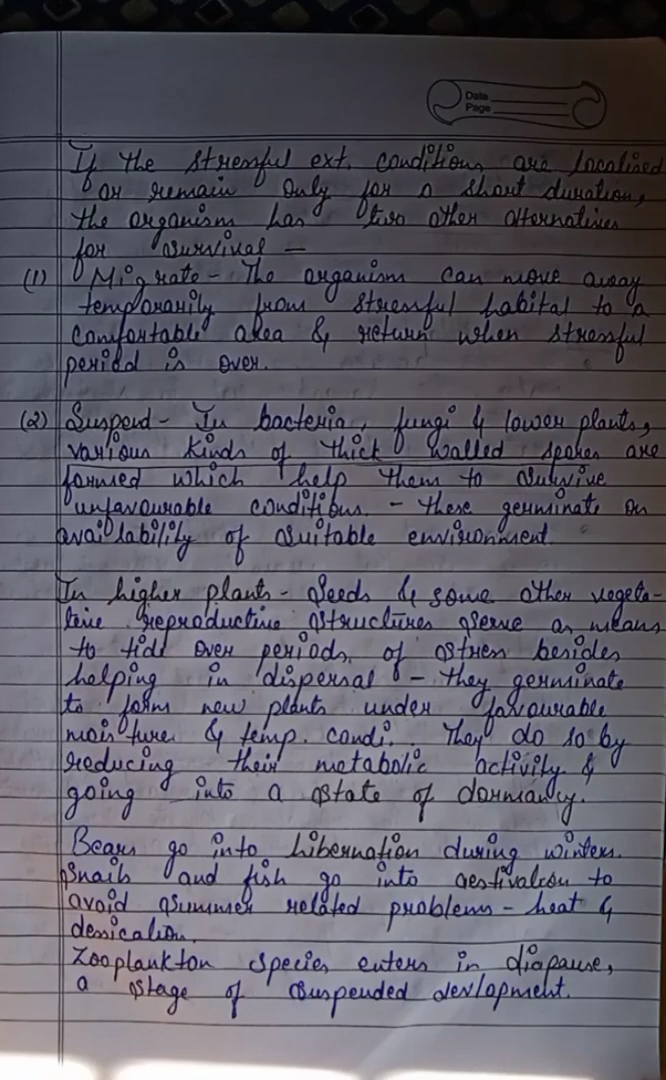 Date
Page
If the stressful ext. conditions are localised
or remain only for a short duration,
the organism has two other alternatives
for survival —
(1) Migrate - The organism can move away
temporarily from stressful habital to a
comfortable area & return when stressful
period is over.
(2) Suspend - In bacteria, fungi & lower plants,
various kinds of thick walled spores are
formed which help them to survive
unfavourable conditions. - these germinate on
availability of suitable environment.
In higher plants - Seeds & some other vegeta-
tive reproductive structures serve as means
to tide over periods of stress besides
helping in dispersal - they germinate
to form new plants under favourable
moisture & temp. condi. They do so by
reducing their metabolic activity &
going into a state of dormancy.
Bears go into hibernation during winters.
Snails and fish go into aestivation to
avoid summer related problems - heat &
dessication.
Zooplankton species enters in diapause,
a stage of suspended devlopment.